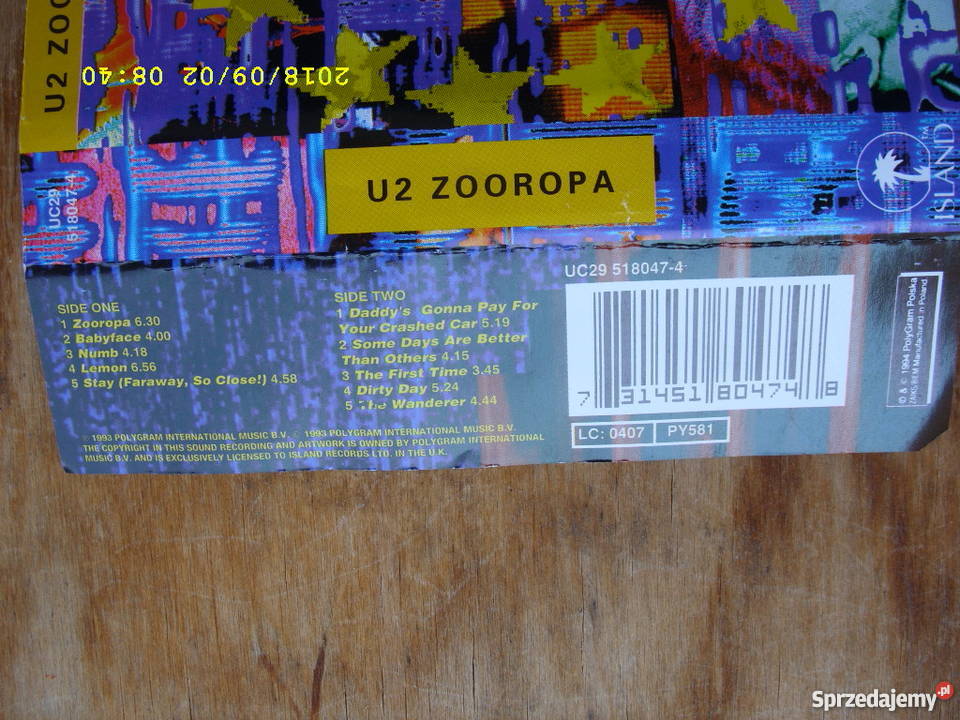 U2 ZOO
2018/09/02 08:40
U2 ZOOROPA
ISLAND™
UC29
518047-4
SIDE ONE
1 Zooropa 6.30
2 Babyface 4.00
3 Numb 4.18
4 Lemon 6.56
5 Stay (Faraway, So Close!) 4.58
SIDE TWO
1 Daddy's Gonna Pay For
Your Crashed Car 5.19
2 Some Days Are Better
Than Others 4.15
3 The First Time 3.45
4 Dirty Day 5.24
5 The Wanderer 4.44
UC29 518047-4
7 31451 80474 8
LC: 0407 PY581
℗ & © 1994 PolyGram Polska
ZAIKS/BIEM Manufactured in Poland
℗ 1993 POLYGRAM INTERNATIONAL MUSIC B.V. © 1993 POLYGRAM INTERNATIONAL MUSIC B.V.
THE COPYRIGHT IN THIS SOUND RECORDING AND ARTWORK IS OWNED BY POLYGRAM INTERNATIONAL
MUSIC B.V. AND IS EXCLUSIVELY LICENSED TO ISLAND RECORDS LTD. IN THE U.K.
Sprzedajemy.pl